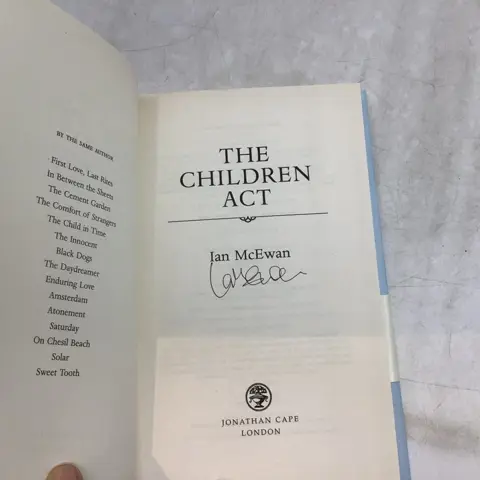 BY THE SAME AUTHOR
First Love, Last Rites
In Between the Sheets
The Cement Garden
The Comfort of Strangers
The Child in Time
The Innocent
Black Dogs
The Daydreamer
Enduring Love
Amsterdam
Atonement
Saturday
On Chesil Beach
Solar
Sweet Tooth
THE
CHILDREN
ACT
Ian McEwan
JONATHAN CAPE
LONDON